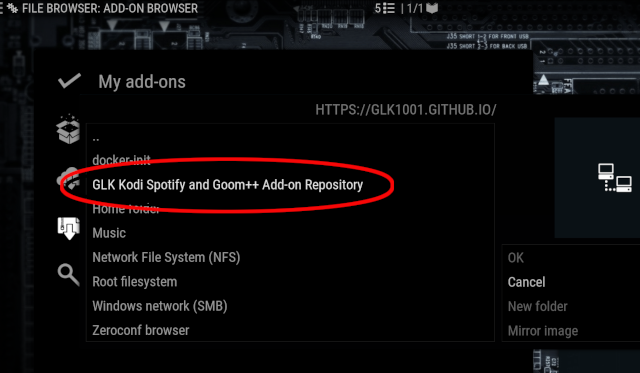 FILE BROWSER: ADD-ON BROWSER
5 | 1/1
J35 SHORT 1-2 FOR FRONT USB
J35 SHORT 2-3 FOR BACK USB
My add-ons
HTTPS://GLK1001.GITHUB.IO/
..
docker-init
GLK Kodi Spotify and Goom++ Add-on Repository
Home folder
Music
Network File System (NFS)
Root filesystem
Windows network (SMB)
Zeroconf browser
OK
Cancel
New folder
Mirror image